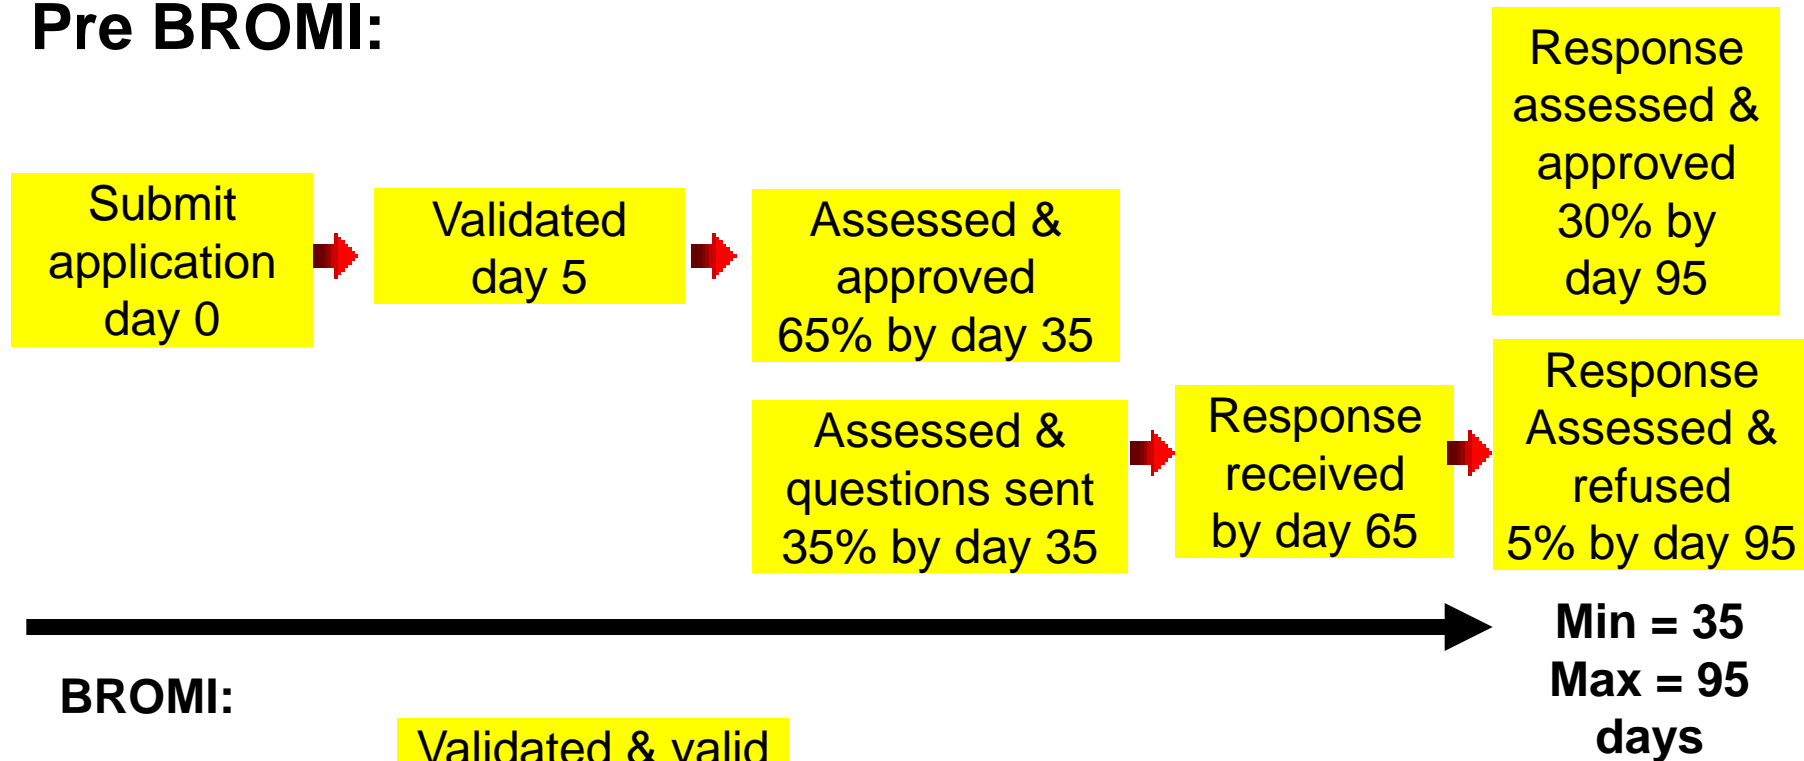 Pre BROMI:
Submit
application
day 0
Validated
day 5
Assessed &
approved
65% by day 35
Assessed &
questions sent
35% by day 35
Response
received
by day 65
Response
assessed &
approved
30% by
day 95
Response
Assessed &
refused
5% by day 95
Min = 35
Max = 95
days
BROMI:
Validated & valid